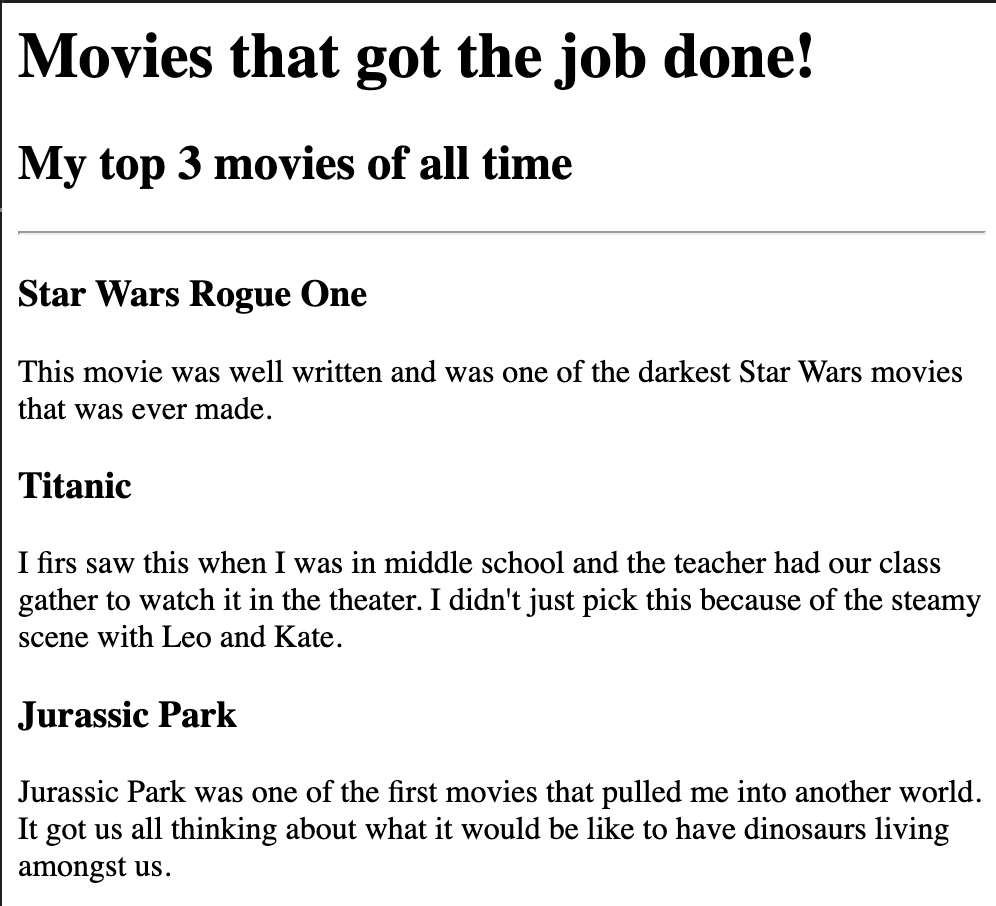 Movies that got the job done!
My top 3 movies of all time
Star Wars Rogue One
This movie was well written and was one of the darkest Star Wars movies
that was ever made.
Titanic
I firs saw this when I was in middle school and the teacher had our class
gather to watch it in the theater. I didn't just pick this because of the steamy
scene with Leo and Kate.
Jurassic Park
Jurassic Park was one of the first movies that pulled me into another world.
It got us all thinking about what it would be like to have dinosaurs living
amongst us.